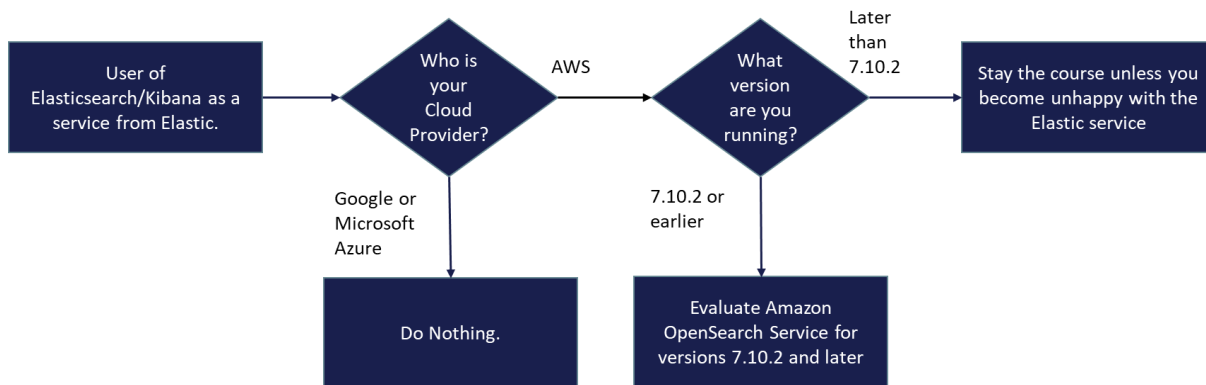 User of
Elasticsearch/Kibana as a
service from Elastic.
Who is
your
Cloud
Provider?
AWS
What
version
are you
running?
Later
than
7.10.2
Stay the course unless you
become unhappy with the
Elastic service
Google or
Microsoft
Azure
7.10.2 or
earlier
Do Nothing.
Evaluate Amazon
OpenSearch Service for
versions 7.10.2 and later